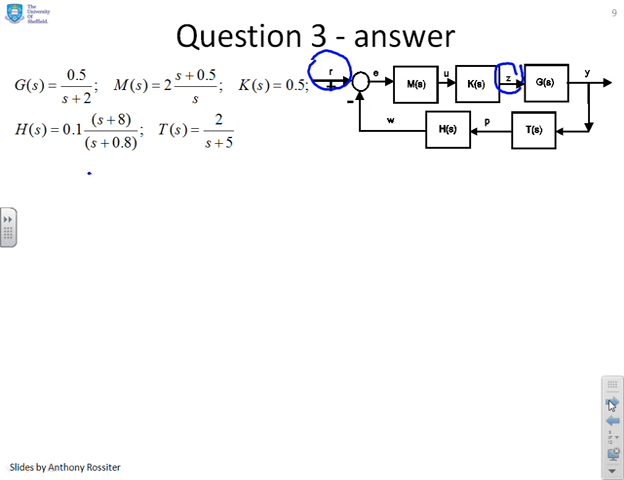 The
University
Of
Sheffield.
9
Question 3 - answer
G(s) = 0.5 / (s + 2); M(s) = 2 (s + 0.5) / s; K(s) = 0.5;
H(s) = 0.1 (s + 8) / (s + 0.8); T(s) = 2 / (s + 5)
r
+
-
e
M(s)
u
K(s)
z
G(s)
y
w
H(s)
p
T(s)
Slides by Anthony Rossiter